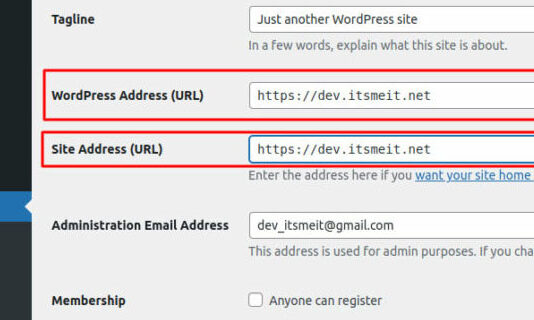 Tagline
Just another WordPress site
In a few words, explain what this site is about.
WordPress Address (URL)
https://dev.itsmeit.net
Site Address (URL)
https://dev.itsmeit.net
Enter the address here if you want your site home
Administration Email Address
dev_itsmeit@gmail.com
This address is used for admin purposes. If you cha
Membership
Anyone can register